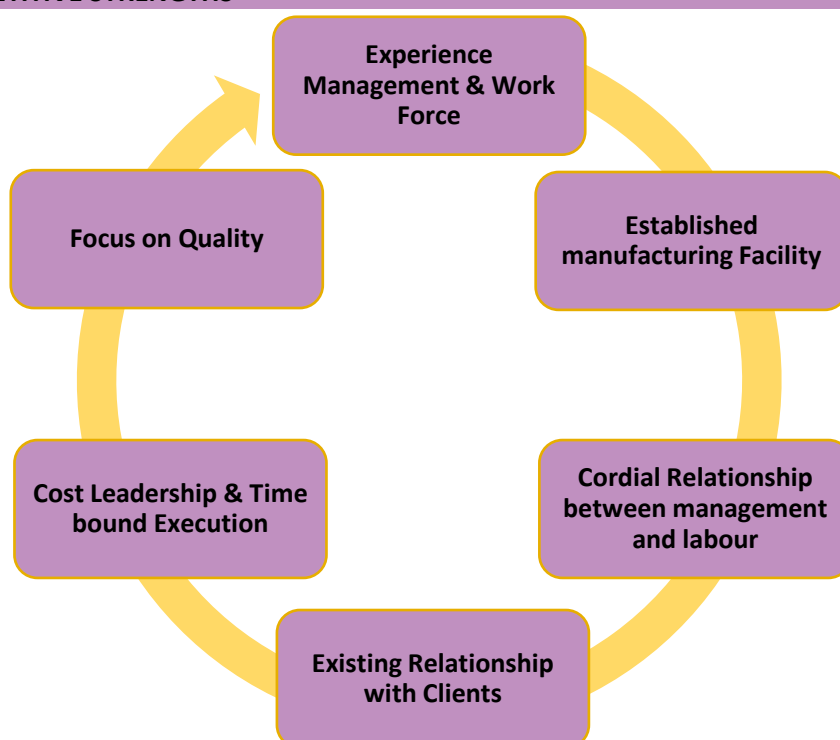 STRENGTHS
Experience
Management & Work
Force
Established
manufacturing Facility
Cordial Relationship
between management
and labour
Existing Relationship
with Clients
Cost Leadership & Time
bound Execution
Focus on Quality